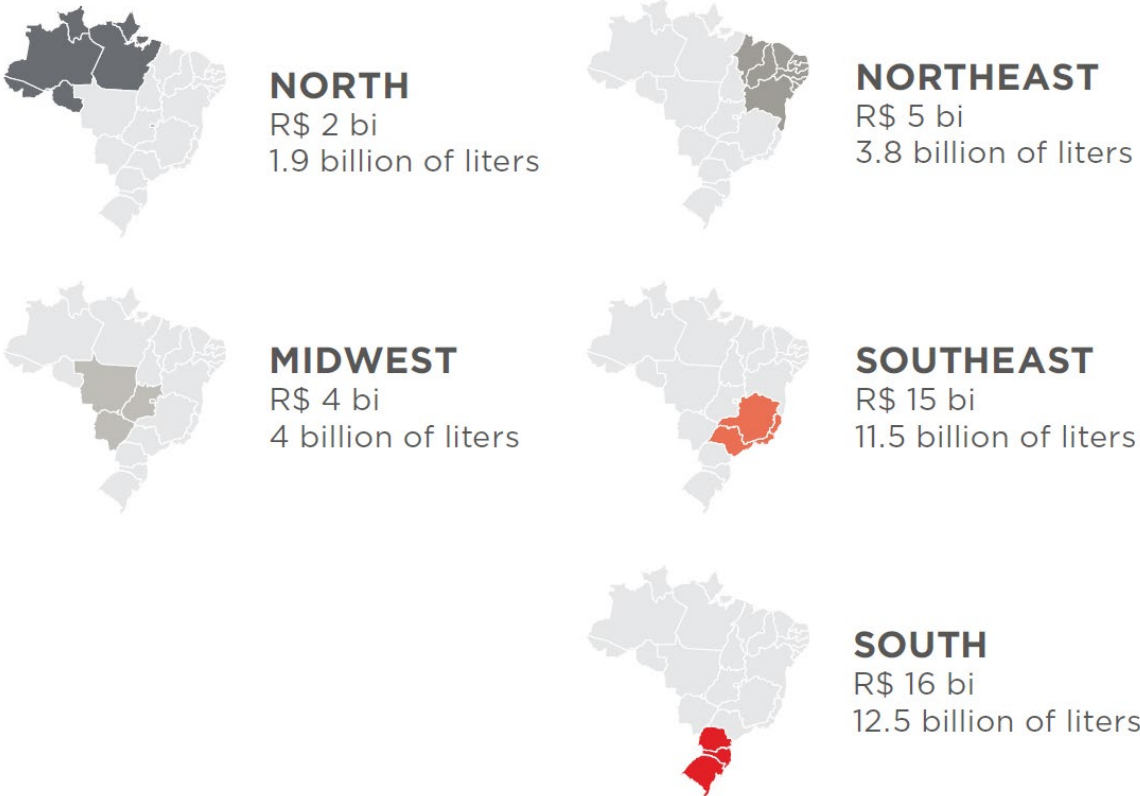 NORTH
R$ 2 bi
1.9 billion of liters
NORTHEAST
R$ 5 bi
3.8 billion of liters
MIDWEST
R$ 4 bi
4 billion of liters
SOUTHEAST
R$ 15 bi
11.5 billion of liters
SOUTH
R$ 16 bi
12.5 billion of liters